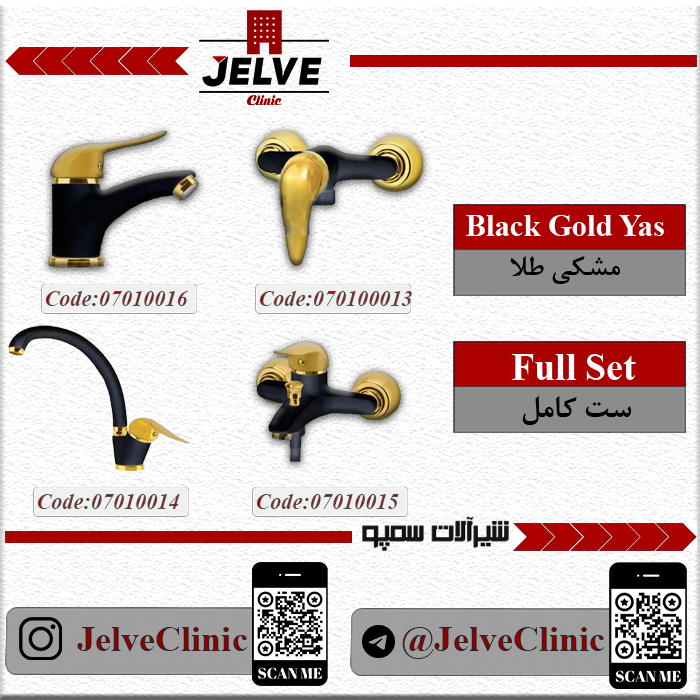 JELVE
Clinic
Black Gold Yas
مشکی طلا
Code:07010016
Code:070100013
Full Set
ست کامل
Code:07010014
Code:07010015
شیرآلات سمپو
JelveClinic
SCAN ME
@JelveClinic
SCAN ME